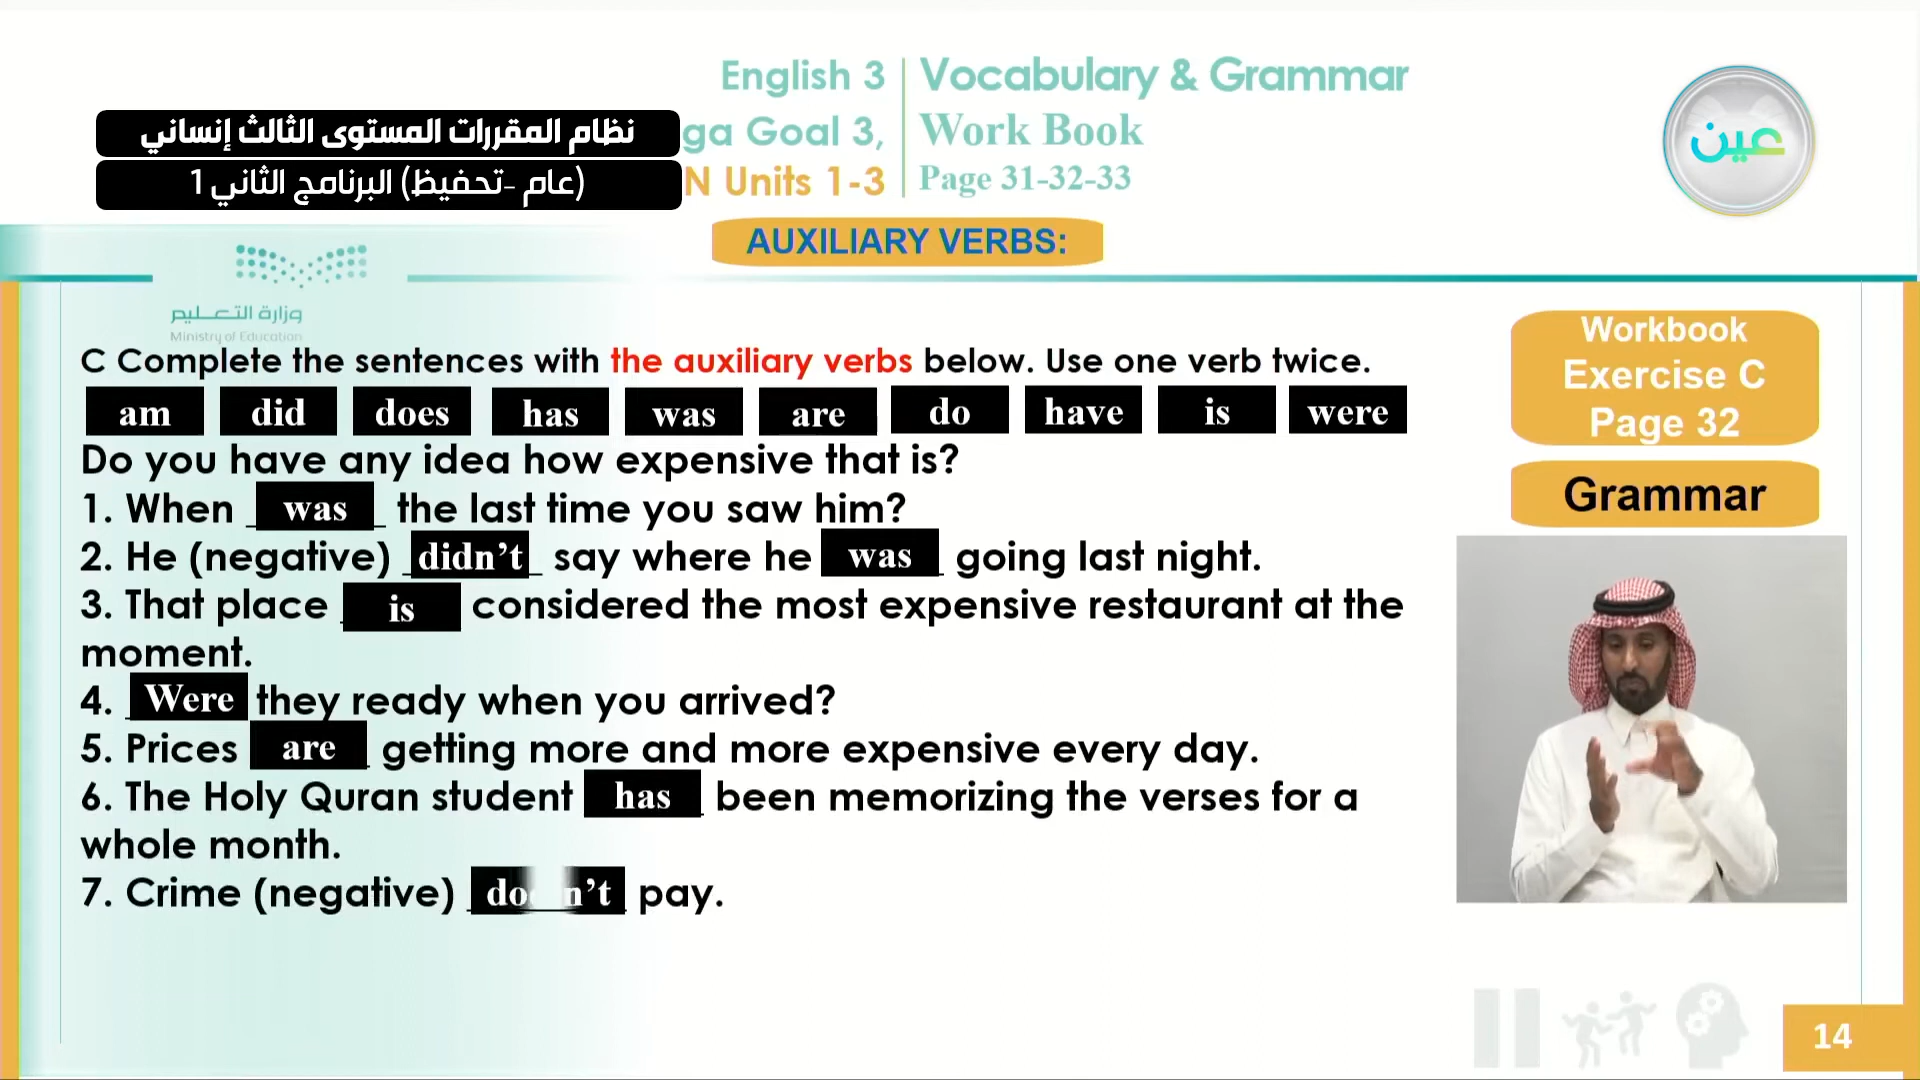 English 3
Vocabulary & Grammar
نظام المقررات المستوى الثالث إنساني
ga Goal 3,
Work Book
(عام -تحفيظ) البرنامج الثاني 1
N Units 1-3
Page 31-32-33
عين
AUXILIARY VERBS:
وزارة التعليم
Ministry of Education
C Complete the sentences with the auxiliary verbs below. Use one verb twice.
am did does has was are do have is were
Do you have any idea how expensive that is?
1. When was the last time you saw him?
2. He (negative) didn't say where he was going last night.
3. That place is considered the most expensive restaurant at the
moment.
4. Were they ready when you arrived?
5. Prices are getting more and more expensive every day.
6. The Holy Quran student has been memorizing the verses for a
whole month.
7. Crime (negative) doesn't pay.
Workbook
Exercise C
Page 32
Grammar
14